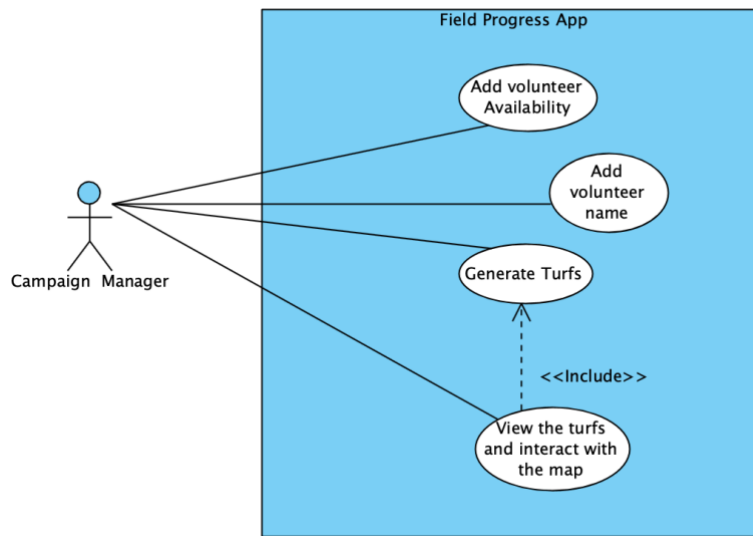 Field Progress App
Add volunteer
Availability
Add
volunteer
name
Campaign Manager
Generate Turfs
<<Include>>
View the turfs
and interact with
the map